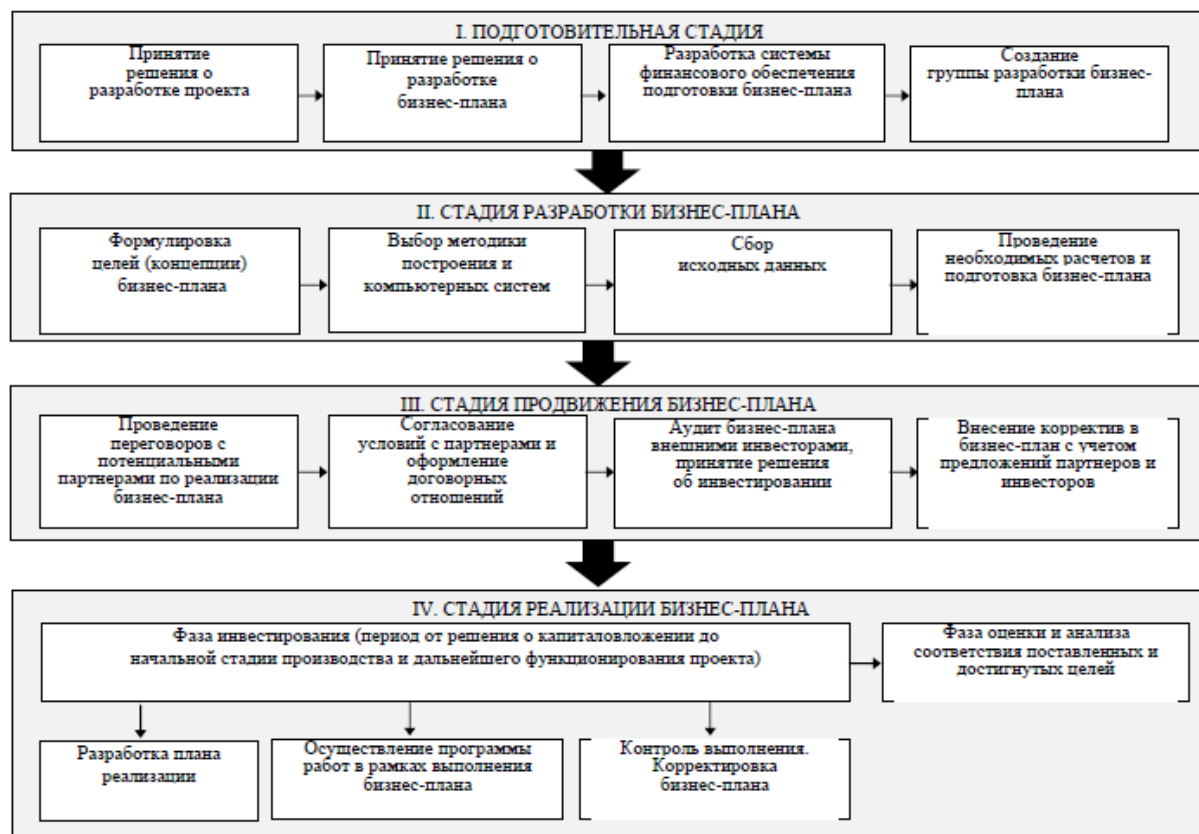 I. ПОДГОТОВИТЕЛЬНАЯ СТАДИЯ
Принятие
решения о
разработке проекта
Принятие решения о
разработке
бизнес-плана
Разработка системы
финансового обеспечения
подготовки бизнес-плана
Создание
группы разработки бизнес-
плана
II. СТАДИЯ РАЗРАБОТКИ БИЗНЕС-ПЛАНА
Формулировка
целей (концепции)
бизнес-плана
Выбор методики
построения и
компьютерных систем
Сбор
исходных данных
Проведение
необходимых расчетов и
подготовка бизнес-плана
III. СТАДИЯ ПРОДВИЖЕНИЯ БИЗНЕС-ПЛАНА
Проведение
переговоров с
потенциальными
партнерами по реализации
бизнес-плана
Согласование
условий с партнерами и
оформление
договорных
отношений
Аудит бизнес-плана
внешними инвесторами,
принятие решения
об инвестировании
Внесение корректив в
бизнес-план с учетом
предложений партнеров и
инвесторов
IV. СТАДИЯ РЕАЛИЗАЦИИ БИЗНЕС-ПЛАНА
Фаза инвестирования (период от решения о капиталовложении до
начальной стадии производства и дальнейшего функционирования проекта)
Фаза оценки и анализа
соответствия поставленных и
достигнутых целей
Разработка плана
реализации
Осуществление программы
работ в рамках выполнения
бизнес-плана
Контроль выполнения.
Корректировка
бизнес-плана